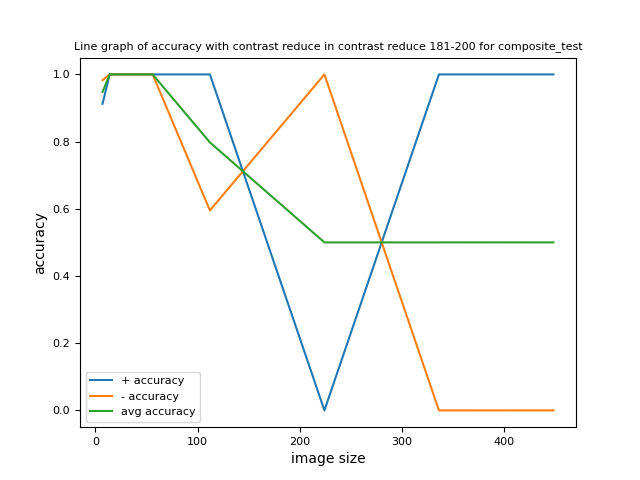 Line graph of accuracy with contrast reduce in contrast reduce 181-200 for composite_test
1.0
0.8
0.6
0.4
0.2
0.0
accuracy
+ accuracy
- accuracy
avg accuracy
0 100 200 300 400
image size